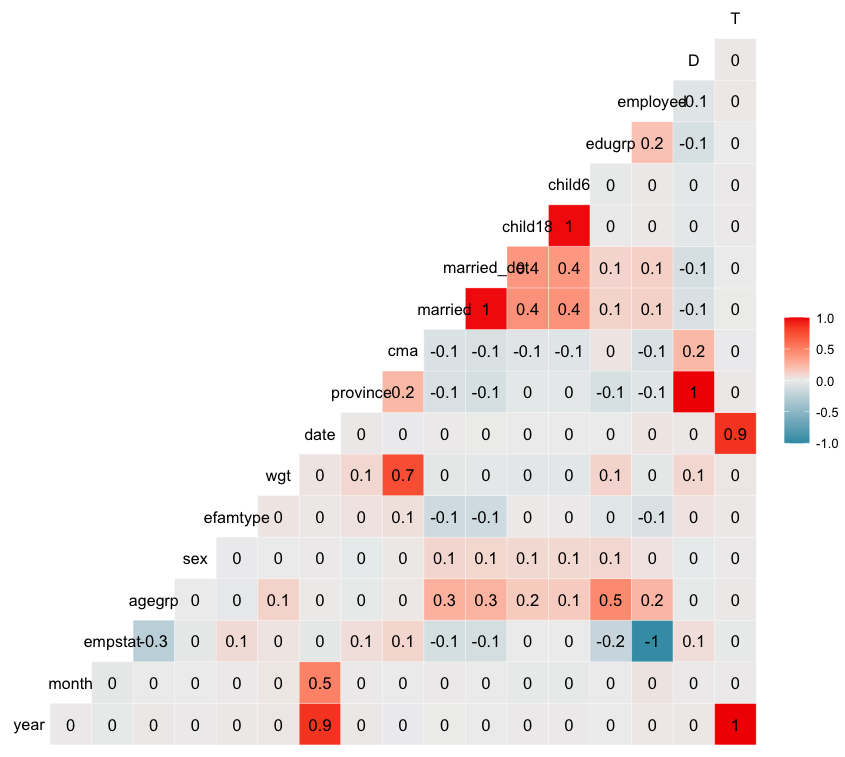 T
D 0
employed -0.1 0
edugrp 0.2 -0.1 0
child6 0 0 0 0
child18 1 0 0 0 0
married_det 0.4 0.4 0.1 0.1 -0.1 0
married 1 0.4 0.4 0.1 0.1 -0.1 0
cma -0.1 -0.1 -0.1 -0.1 0 -0.1 0.2 0
province 0.2 -0.1 -0.1 0 0 -0.1 -0.1 1 0
date 0 0 0 0 0 0 0 0 0 0.9
wgt 0 0.1 0.7 0 0 0 0 0.1 0 0.1 0
efamtype 0 0 0 0.1 -0.1 -0.1 0 0 0 -0.1 0 0
sex 0 0 0 0 0 0.1 0.1 0.1 0.1 0.1 0 0 0
agegrp 0 0 0.1 0 0 0 0.3 0.3 0.2 0.1 0.5 0.2 0 0
empstat -0.3 0 0.1 0 0 0.1 0.1 -0.1 -0.1 0 0 -0.2 -1 0.1 0
month 0 0 0 0 0 0.5 0 0 0 0 0 0 0 0 0 0
year 0 0 0 0 0 0 0.9 0 0 0 0 0 0 0 0 0 1
1.0
0.5
0.0
-0.5
-1.0